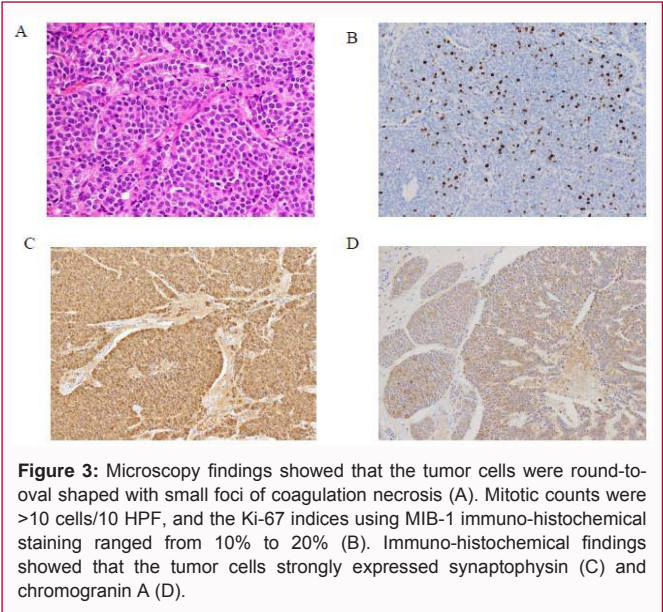 A
B
C
D
Figure 3: Microscopy findings showed that the tumor cells were round-to-
oval shaped with small foci of coagulation necrosis (A). Mitotic counts were
>10 cells/10 HPF, and the Ki-67 indices using MIB-1 immuno-histochemical
staining ranged from 10% to 20% (B). Immuno-histochemical findings
showed that the tumor cells strongly expressed synaptophysin (C) and
chromogranin A (D).